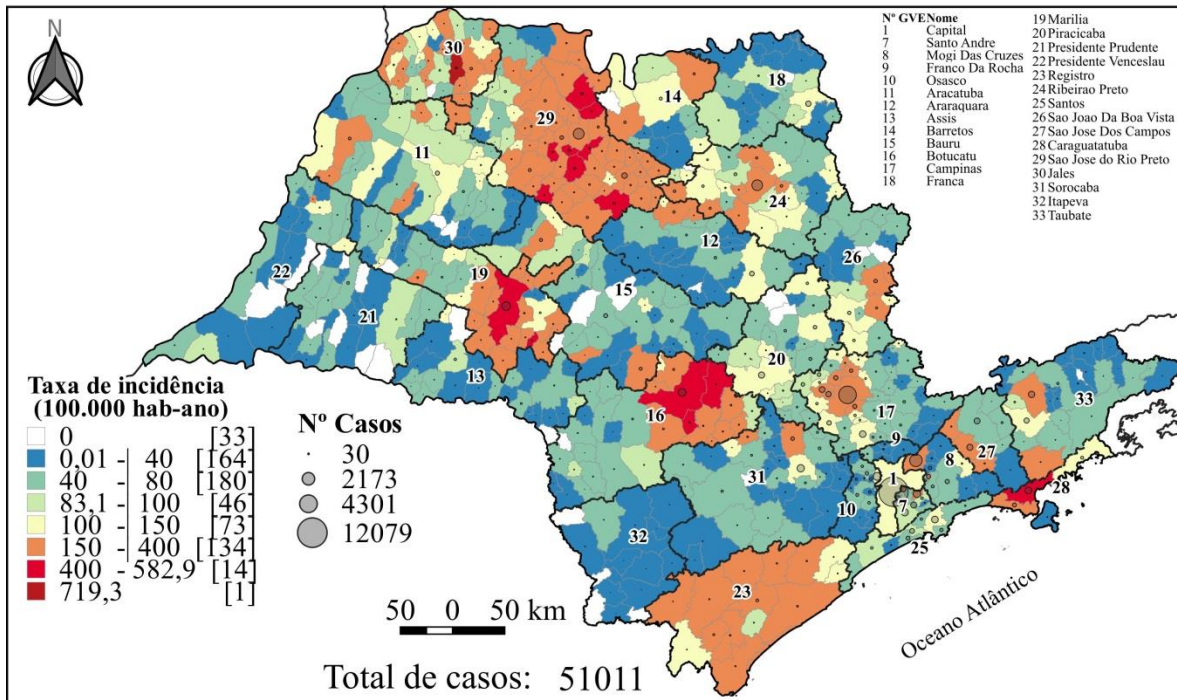 N
Nº GVE Nome
1 Capital
7 Santo Andre
8 Mogi Das Cruzes
9 Franco Da Rocha
10 Osasco
11 Aracatuba
12 Araraquara
13 Assis
14 Barretos
15 Bauru
16 Botucatu
17 Campinas
18 Franca
19 Marilia
20 Piracicaba
21 Presidente Prudente
22 Presidente Venceslau
23 Registro
24 Ribeirao Preto
25 Santos
26 Sao Joao Da Boa Vista
27 Sao Jose Dos Campos
28 Caraguatatuba
29 Sao Jose do Rio Preto
30 Jales
31 Sorocaba
32 Itapeva
33 Taubate
30
29
14
18
11
24
12
26
22
19
15
21
13
20
16
17
33
9
27
8
31
1
28
10
7
32
25
23
Taxa de incidência
(100.000 hab-ano)
0 [33]
0,01 - 40 [164]
40 - 80 [180]
83,1 - 100 [46]
100 - 150 [73]
150 - 400 [134]
400 - 582,9 [14]
719,3 [1]
Nº Casos
30
2173
4301
12079
50 0 50 km
Oceano Atlântico
Total de casos: 51011